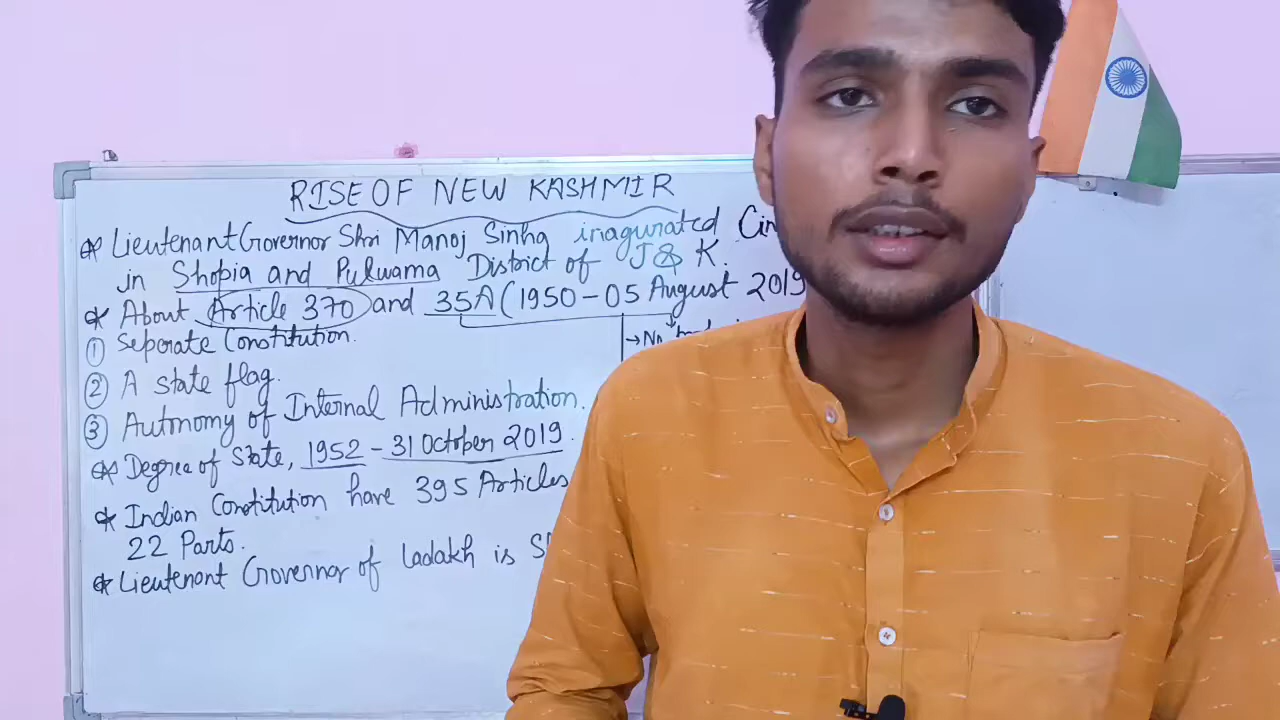 RISE OF NEW KASHMIR
Lieutenant Governor Shri Manoj Sinha inagurated
in Shopia and Pulwama District of J & K.
About Article 370 and 35A (1950 - 05 August 2019
→ No
① Seperate Constitution.
② A state flag.
③ Autonomy of Internal Administration.
Degree of State, 1952 - 31 October 2019.
Indian Constitution have 395 Articles
22 Parts.
Lieutenant Governor of Ladakh is